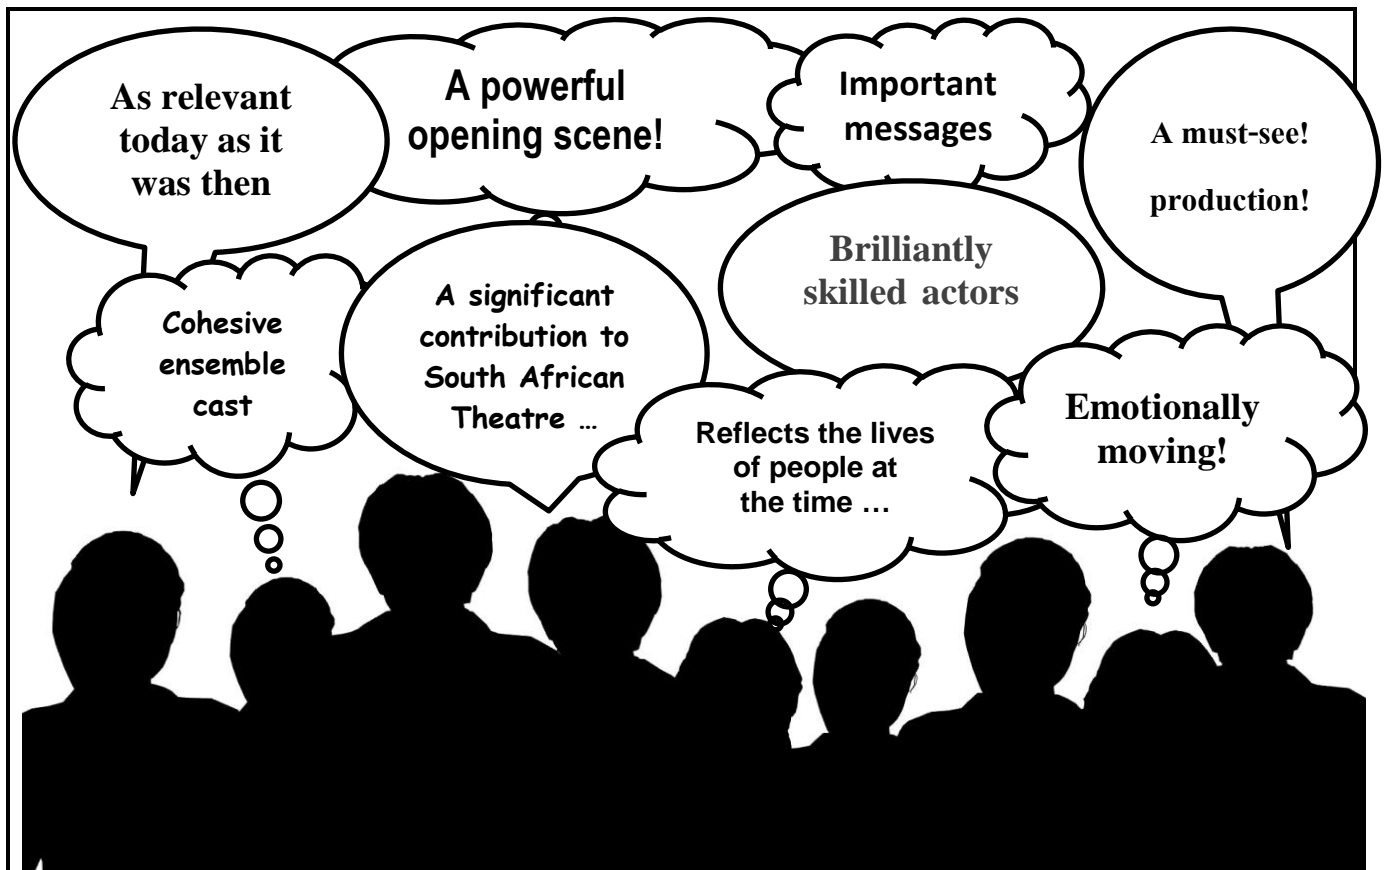 As relevant
today as it
was then
A powerful
opening scene!
Important
messages
A must-see!
production!
Brilliantly
skilled actors
Cohesive
ensemble
cast
A significant
contribution to
South African
Theatre …
Reflects the lives
of people at
the time …
Emotionally
moving!